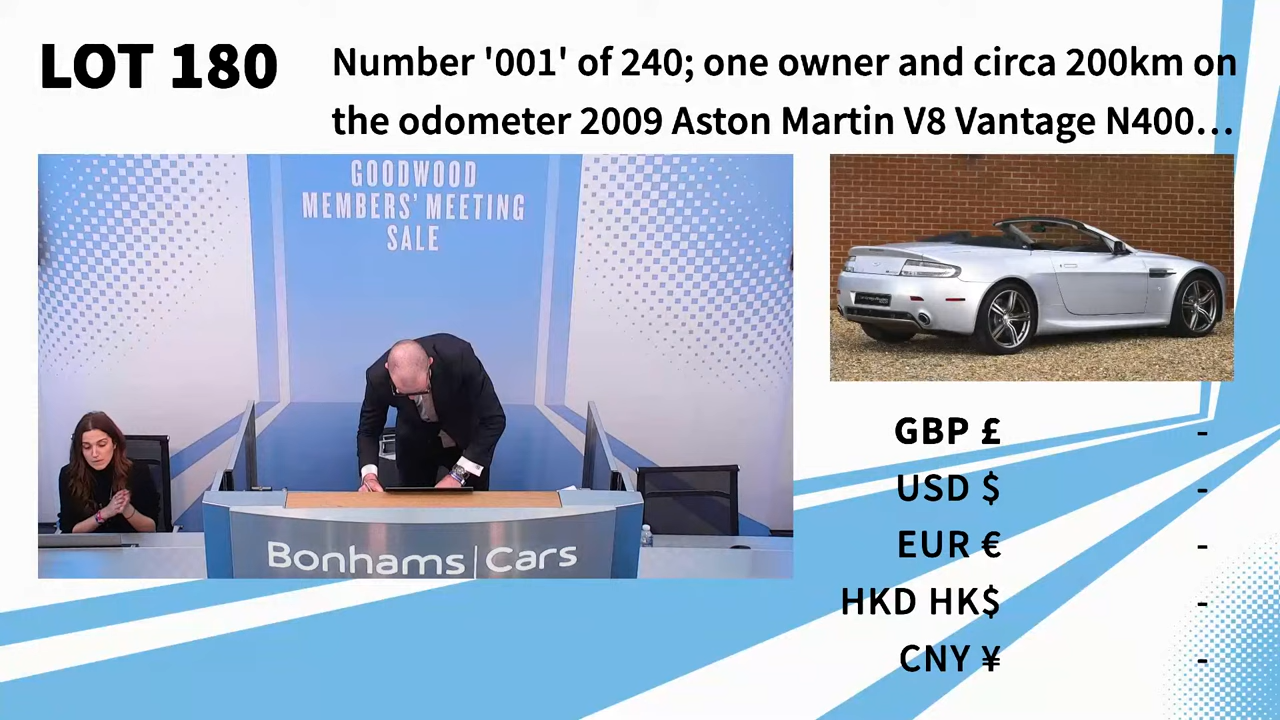 LOT 180
Number '001' of 240; one owner and circa 200km on
the odometer 2009 Aston Martin V8 Vantage N400...
GOODWOOD
MEMBERS' MEETING
SALE
Bonhams|Cars
GBP £ -
USD $ -
EUR € -
HKD HK$ -
CNY ¥ -